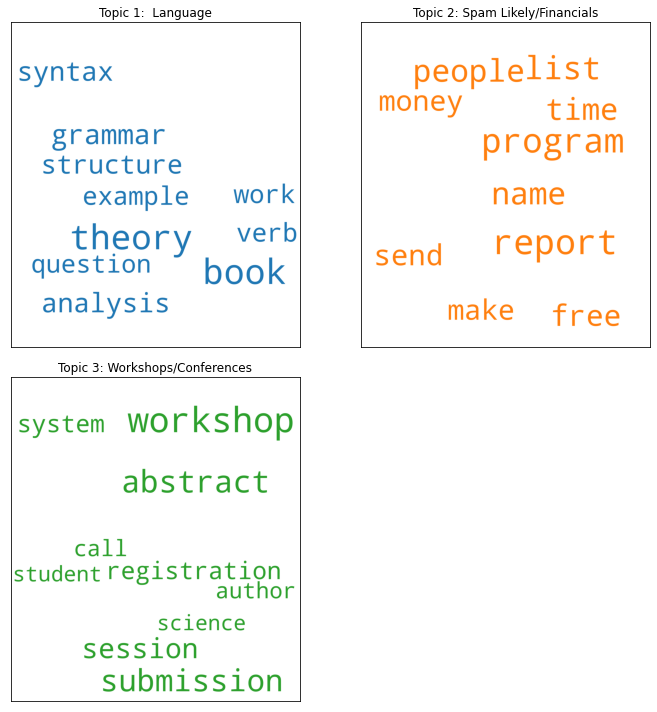 Topic 1:  Language
syntax
grammar
structure
example
work
theory
verb
question
book
analysis
Topic 2: Spam Likely/Financials
people
list
money
time
program
name
report
send
make
free
Topic 3: Workshops/Conferences
system
workshop
abstract
call
student
registration
author
science
session
submission